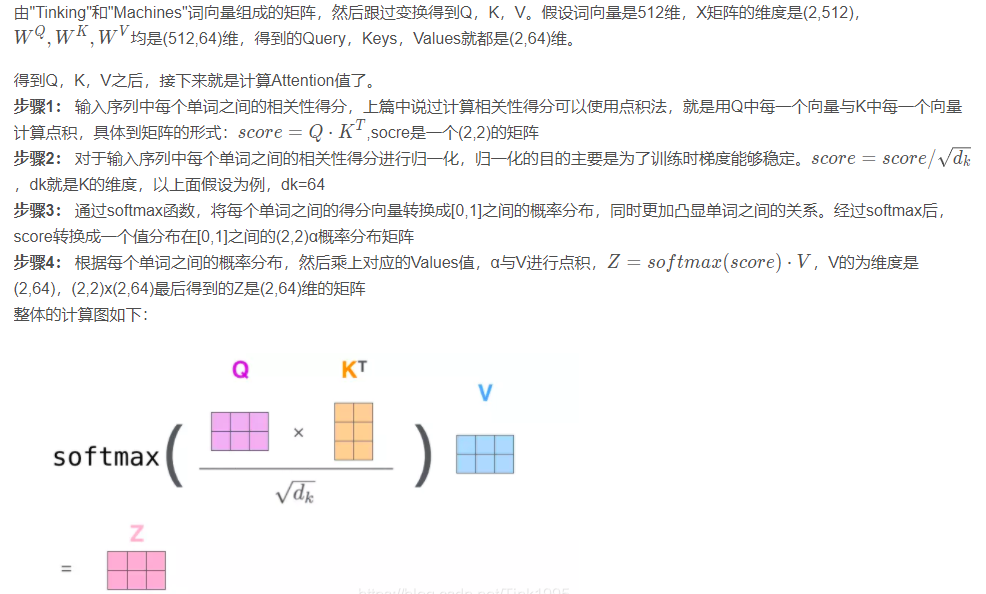 由"Tinking"和"Machines"词向量组成的矩阵，然后跟过变换得到Q，K，V。假设词向量是512维，X矩阵的维度是(2,512)，
W^Q, W^K, W^V均是(512,64)维，得到的Query，Keys，Values就都是(2,64)维。
得到Q，K，V之后，接下来就是计算Attention值了。
步骤1： 输入序列中每个单词之间的相关性得分，上篇中说过计算相关性得分可以使用点积法，就是用Q中每一个向量与K中每一个向量
计算点积，具体到矩阵的形式：score = Q · K^T,socre是一个(2,2)的矩阵
步骤2： 对于输入序列中每个单词之间的相关性得分进行归一化，归一化的目的主要是为了训练时梯度能够稳定。score = score/√d_k
，dk就是K的维度，以上面假设为例，dk=64
步骤3： 通过softmax函数，将每个单词之间的得分向量转换成[0,1]之间的概率分布，同时更加凸显单词之间的关系。经过softmax后，
score转换成一个值分布在[0,1]之间的(2,2)α概率分布矩阵
步骤4： 根据每个单词之间的概率分布，然后乘上对应的Values值，α与V进行点积，Z = softmax(score) · V，V的为维度是
(2,64)，(2,2)x(2,64)最后得到的Z是(2,64)维的矩阵
整体的计算图如下：
Q K^T
V
softmax( × )
√d_k
Z
=